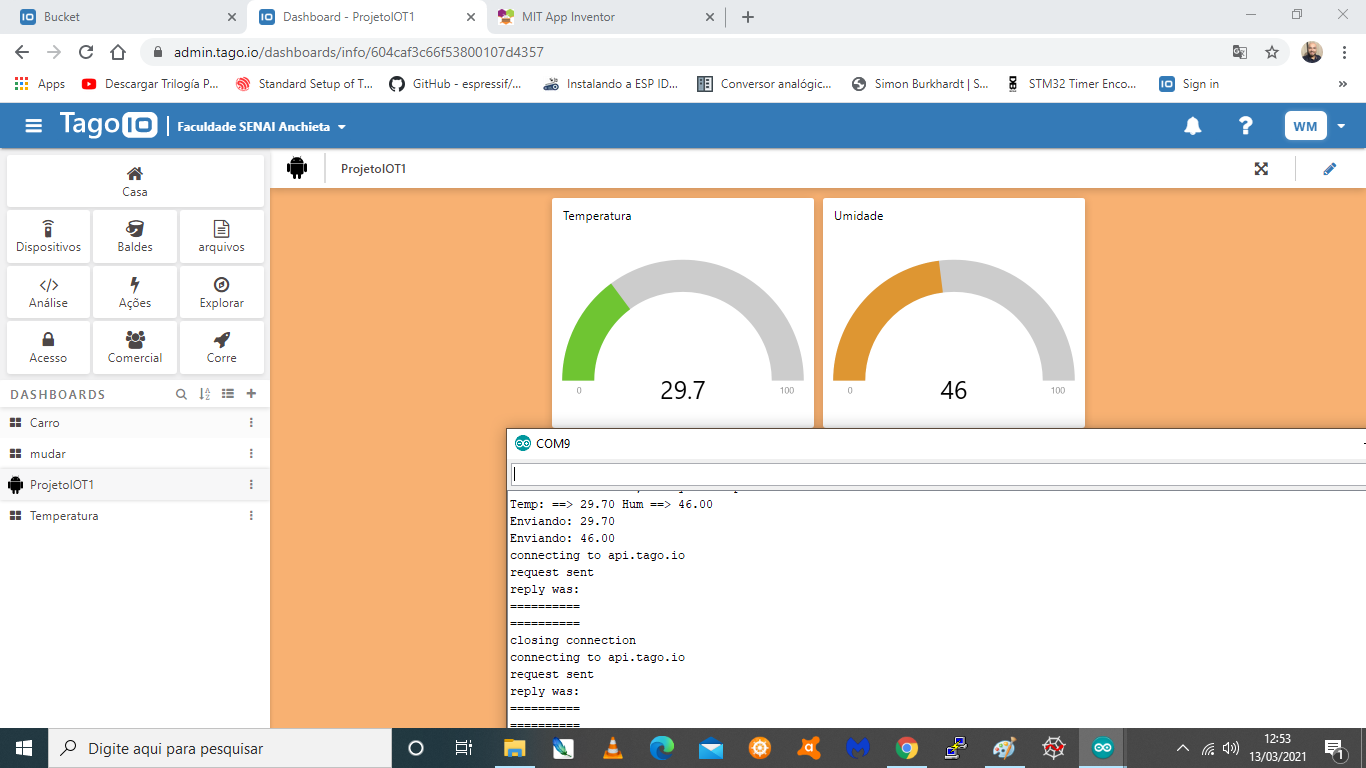 Bucket
Dashboard - ProjetoIOT1
MIT App Inventor
admin.tago.io/dashboards/info/604caf3c66f53800107d4357
Apps
Descargar Trilogía P...
Standard Setup of T...
GitHub - espressif/...
Instalando a ESP ID...
Conversor analógic...
Simon Burkhardt | S...
STM32 Timer Enco...
Sign in
TagoIO
Faculdade SENAI Anchieta
WM
Casa
Dispositivos
Baldes
arquivos
Análise
Ações
Explorar
Acesso
Comercial
Corre
DASHBOARDS
Carro
mudar
ProjetoIOT1
Temperatura
ProjetoIOT1
Temperatura
0
29.7
100
Umidade
0
46
100
COM9
Temp: ==> 29.70 Hum ==> 46.00
Enviando: 29.70
Enviando: 46.00
connecting to api.tago.io
request sent
reply was:
==========
==========
closing connection
connecting to api.tago.io
request sent
reply was:
==========
==========
Digite aqui para pesquisar
12:53
13/03/2021
1